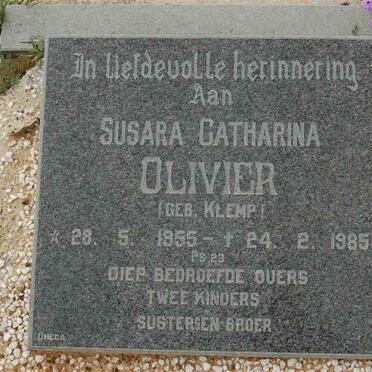 In liefdevolle herinnering
Aan
SUSARA CATHARINA
OLIVIER
(GEB. KLEMP)
* 28. 5. 1955 - † 24. 2. 1985
PS 23
DIEP BEDROEFDE OUERS
TWEE KINDERS
SUSTERS EN BROER
OMEGA